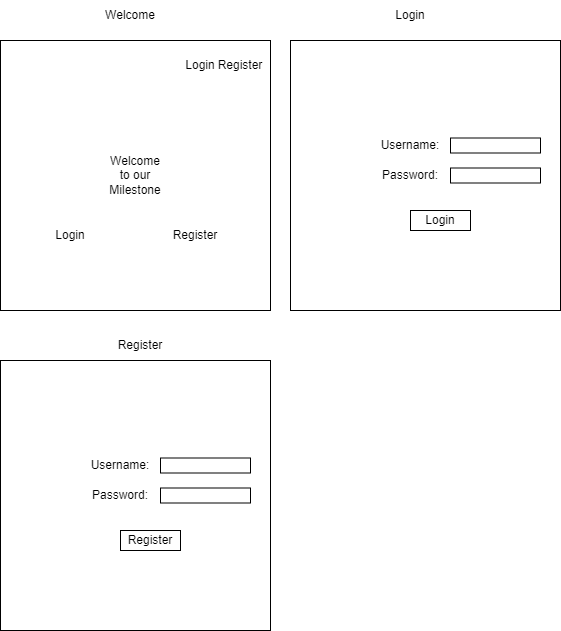 Welcome
Login Register
Welcome
to our
Milestone
Login
Register
Login
Username:
Password:
Login
Register
Username:
Password:
Register